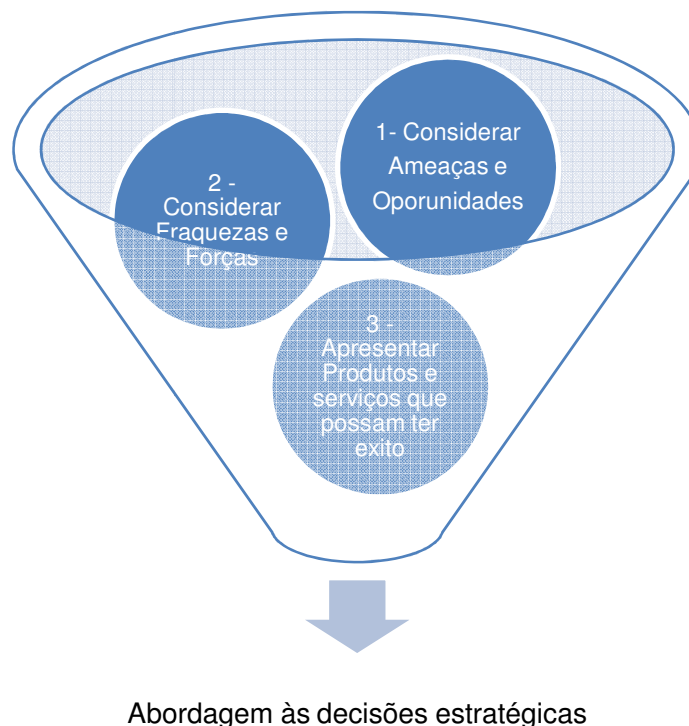 1- Considerar
Ameaças e
Oporunidades
2 -
Considerar
Fraquezas e
Forças
3 -
Apresentar
Produtos e
serviços que
possam ter
exito
Abordagem às decisões estratégicas